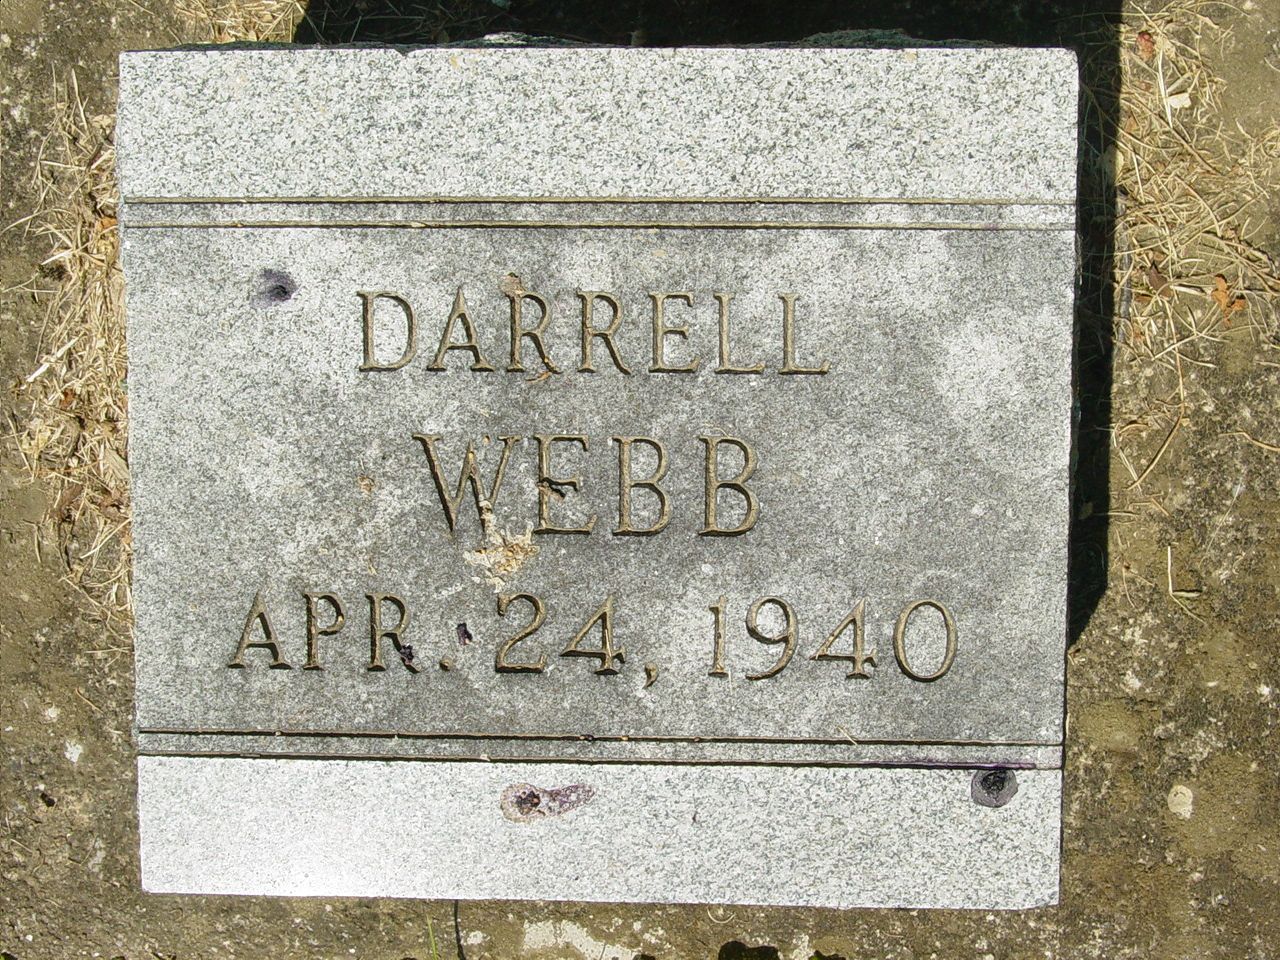 DARRELL
WEBB
APR. 24, 1940